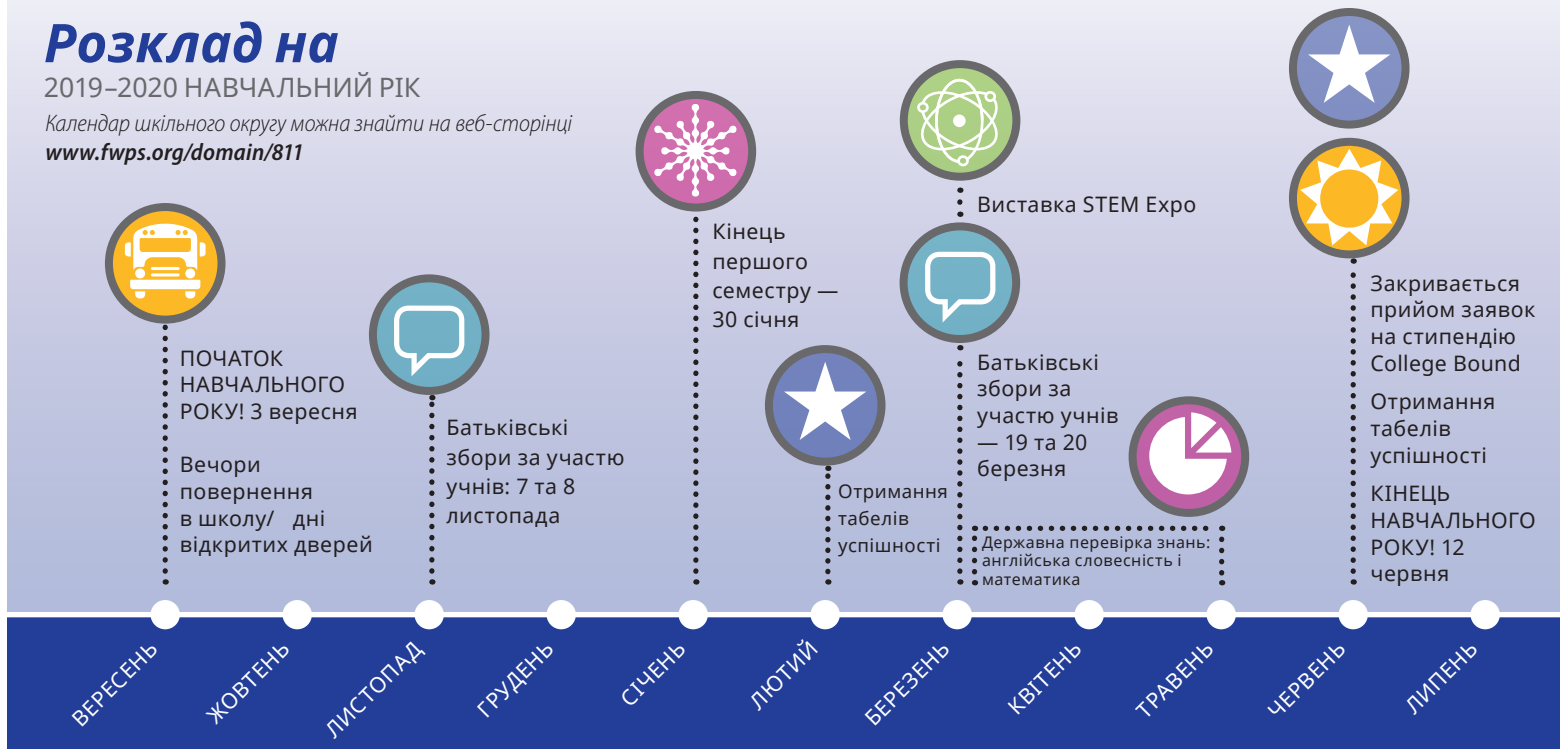 Розклад на
2019–2020 НАВЧАЛЬНИЙ РІК
Календар шкільного округу можна знайти на веб-сторінці
www.fwps.org/domain/811
ПОЧАТОК
НАВЧАЛЬНОГО
РОКУ! 3 вересня
Вечори
повернення
в школу/ дні
відкритих дверей
Батьківські
збори за участю
учнів: 7 та 8
листопада
Кінець
першого
семестру —
30 січня
Отримання
табелів
успішності
Виставка STEM Expo
Батьківські
збори за
участю учнів
— 19 та 20
березня
Державна перевірка знань:
англійська словесність і
математика
Закривається
прийом заявок
на стипендію
College Bound
Отримання
табелів
успішності
КІНЕЦЬ
НАВЧАЛЬНОГО
РОКУ! 12
червня
ВЕРЕСЕНЬ
ЖОВТЕНЬ
ЛИСТОПАД
ГРУДЕНЬ
СІЧЕНЬ
ЛЮТИЙ
БЕРЕЗЕНЬ
КВІТЕНЬ
ТРАВЕНЬ
ЧЕРВЕНЬ
ЛИПЕНЬ